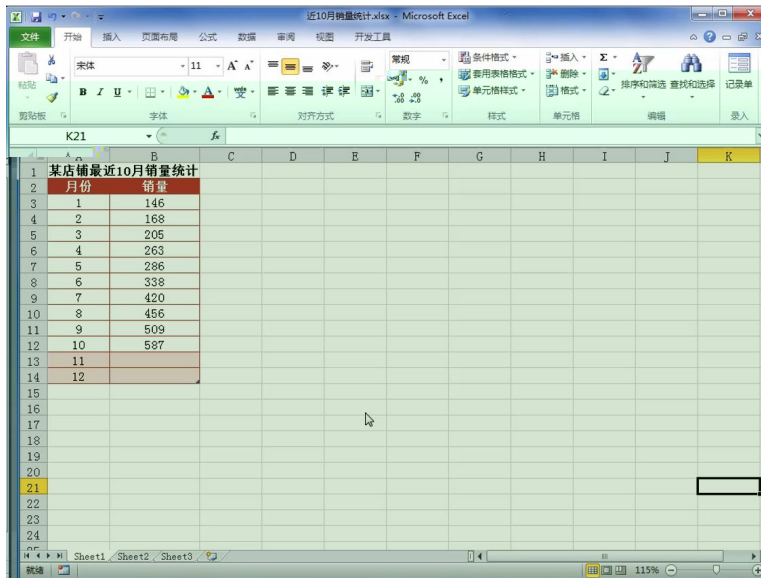 近10月销量统计.xlsx - Microsoft Excel
文件 开始 插入 页面布局 公式 数据 审阅 视图 开发工具
宋体 11 常规 条件格式 插入
粘贴 B I U 套用表格格式 删除 排序和筛选 查找和选择 记录单
单元格样式 格式
剪贴板 字体 对齐方式 数字 样式 单元格 编辑 录入
K21 fx
A B C D E F G H I J K
1 某店铺最近10月销量统计
2 月份 销量
3 1 146
4 2 168
5 3 205
6 4 263
7 5 286
8 6 338
9 7 420
10 8 456
11 9 509
12 10 587
13 11
14 12
15
16
17
18
19
20
21
22
23
24
25
Sheet1 Sheet2 Sheet3
就绪 115%